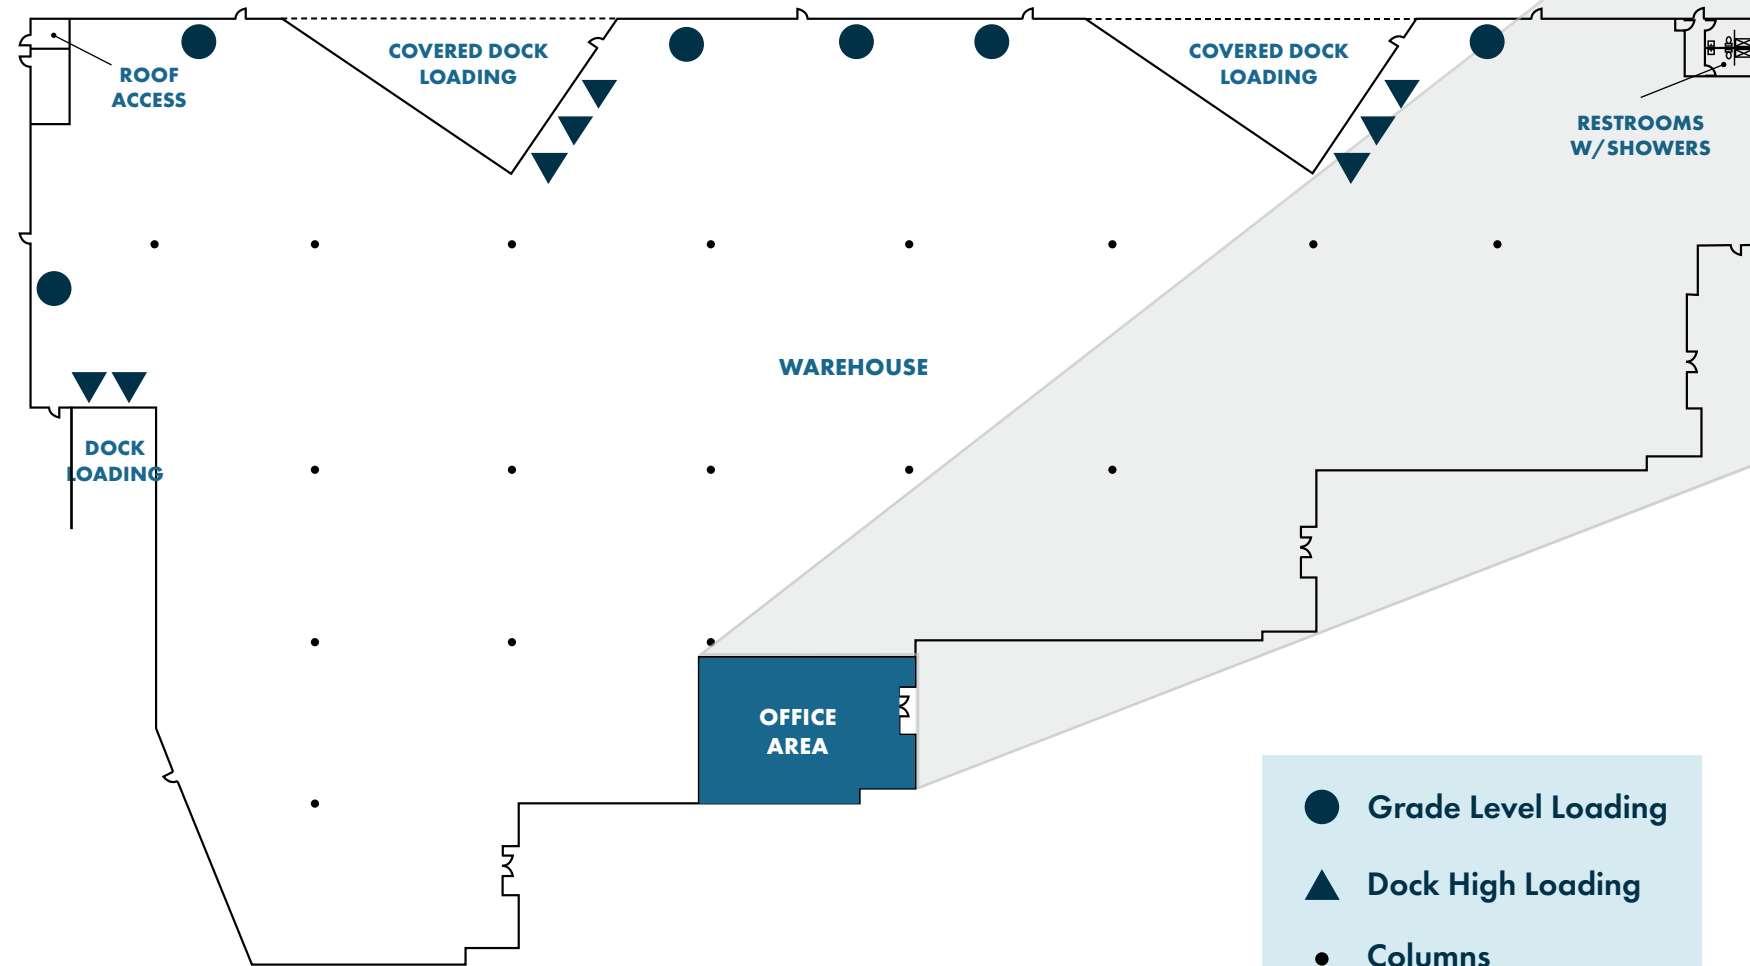 COVERED DOCK
LOADING
COVERED DOCK
LOADING
ROOF
ACCESS
RESTROOMS
W/SHOWERS
WAREHOUSE
DOCK
LOADING
OFFICE
AREA
Grade Level Loading
Dock High Loading
Columns